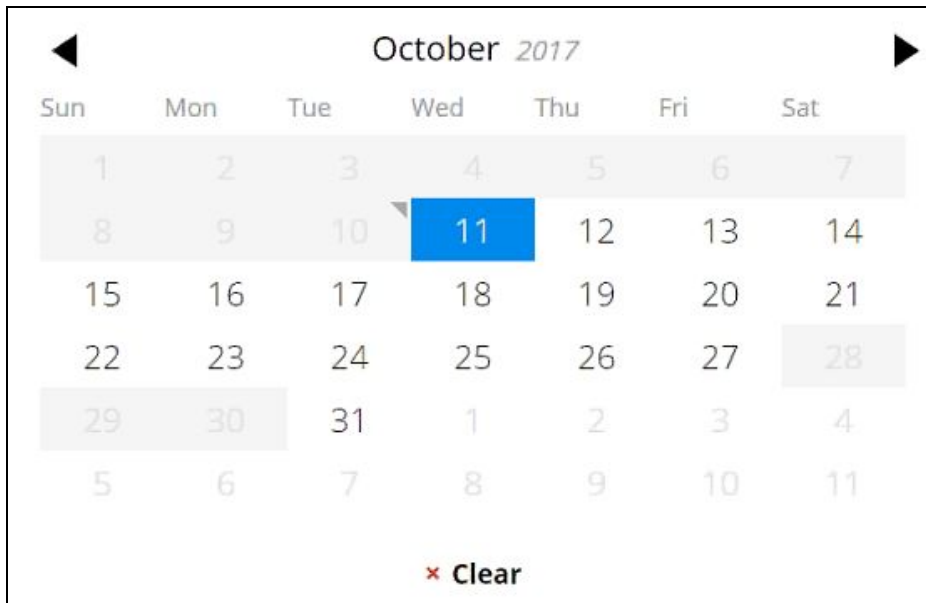 October 2017
Sun Mon Tue Wed Thu Fri Sat
1 2 3 4 5 6 7
8 9 10 11 12 13 14
15 16 17 18 19 20 21
22 23 24 25 26 27 28
29 30 31 1 2 3 4
5 6 7 8 9 10 11
× Clear